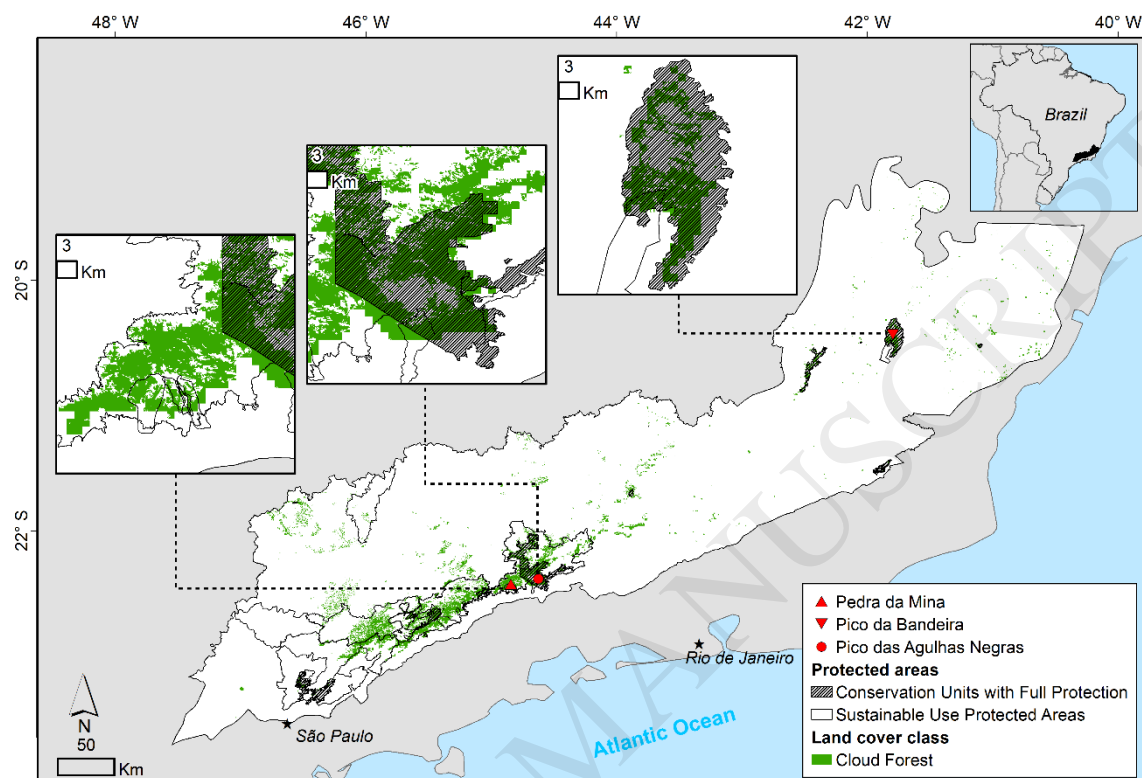 48° W
46° W
44° W
42° W
40° W
3
Km
3
Km
3
Km
Brazil
20° S
22° S
Rio de Janeiro
São Paulo
Atlantic Ocean
N
50
Km
Pedra da Mina
Pico da Bandeira
Pico das Agulhas Negras
Protected areas
Conservation Units with Full Protection
Sustainable Use Protected Areas
Land cover class
Cloud Forest
MANUSCRIPT